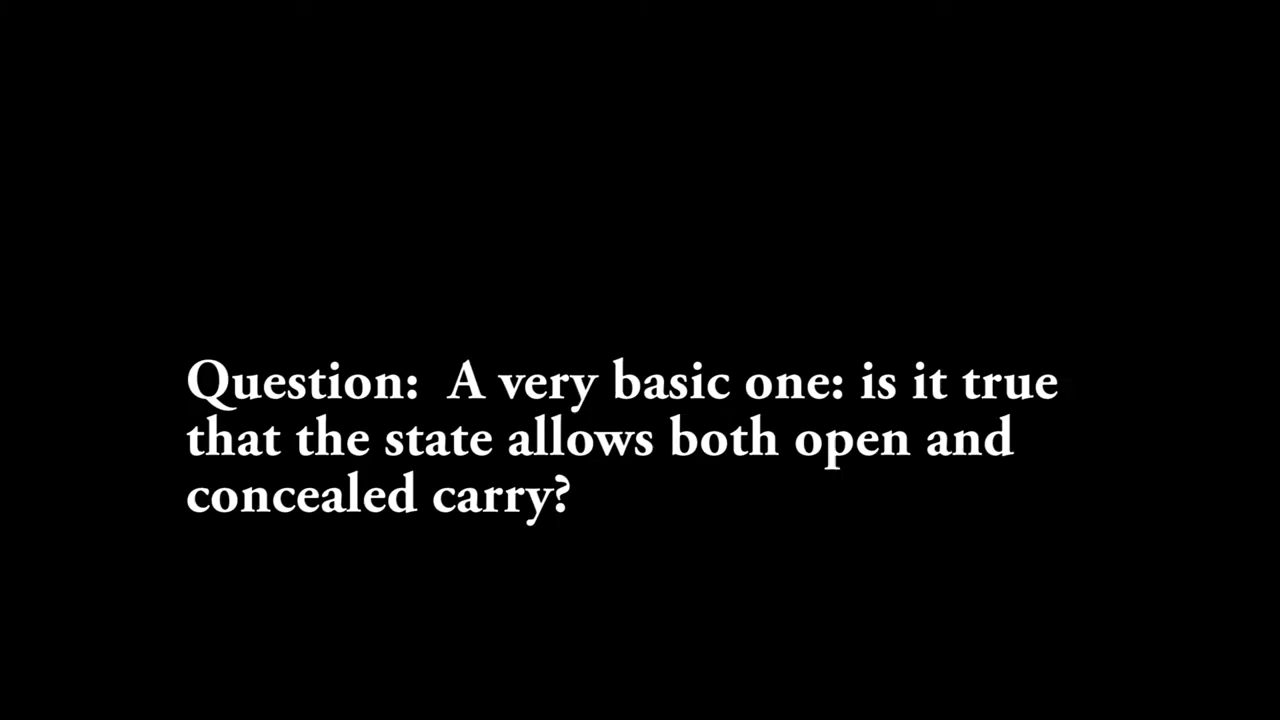 Question:  A very basic one: is it true
that the state allows both open and
concealed carry?